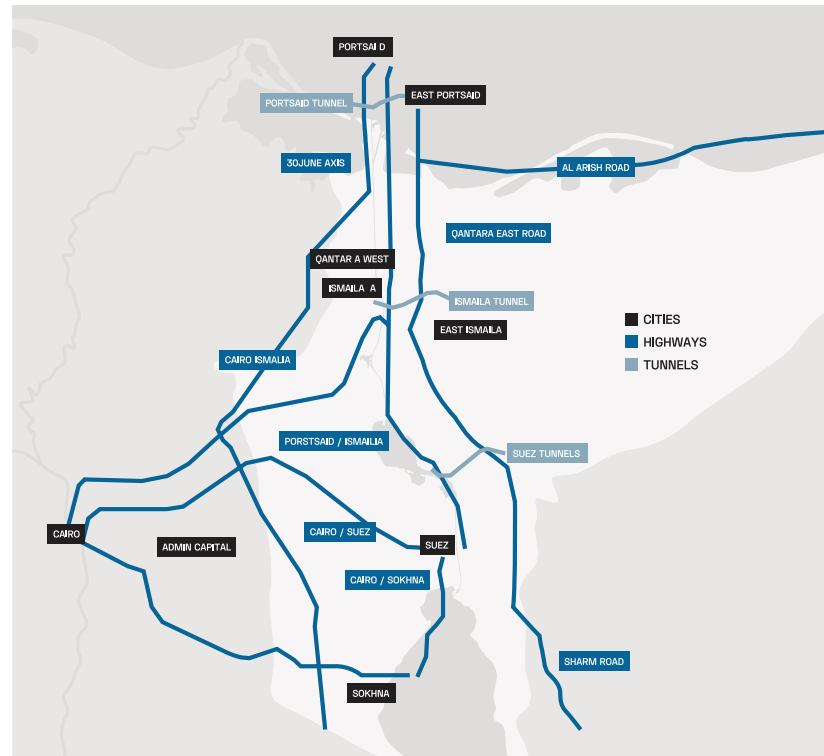 PORTSAI D
EAST PORTSAID
PORTSAID TUNNEL
30JUNE AXIS
AL ARISH ROAD
QANTARA EAST ROAD
QANTAR A WEST
ISMAILA A
ISMAILA TUNNEL
EAST ISMAILA
CITIES
HIGHWAYS
TUNNELS
CAIRO ISMALIA
PORSTSAID / ISMAILIA
SUEZ TUNNELS
CAIRO
CAIRO / SUEZ
SUEZ
ADMIN CAPITAL
CAIRO / SOKHNA
SHARM ROAD
SOKHNA